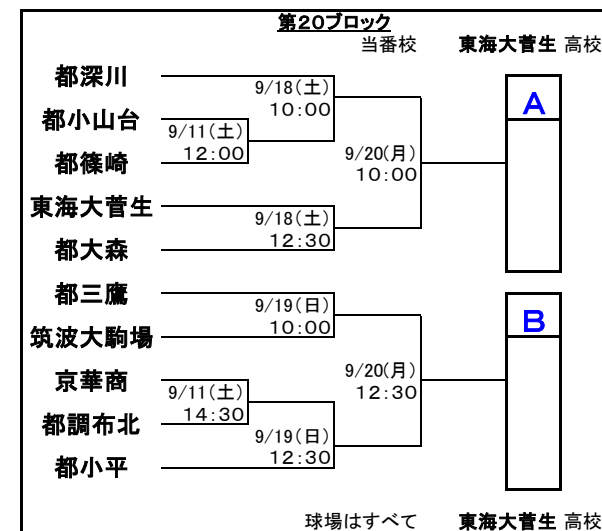 第20ブロック
当番校 東海大菅生 高校
都深川
9/18(土)
10:00
都小山台
9/11(土)
12:00
都篠崎
9/20(月)
10:00
A
東海大菅生
9/18(土)
12:30
都大森
都三鷹
9/19(日)
10:00
筑波大駒場
B
京華商
9/11(土)
14:30
9/20(月)
12:30
都調布北
9/19(日)
12:30
都小平
球場はすべて 東海大菅生 高校